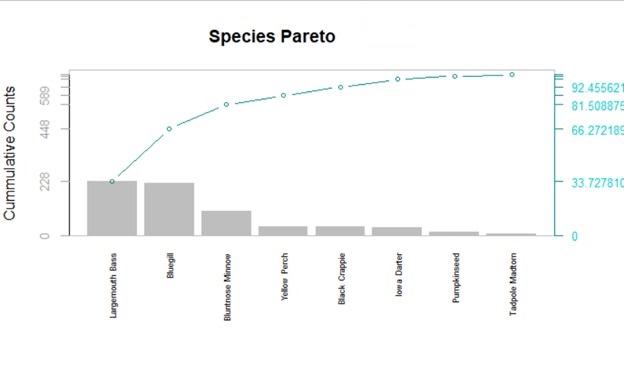 Species Pareto
Cummulative Counts
589
448
228
0
92.455621
81.508875
66.272189
33.727810
0
Largemouth Bass
Bluegill
Bluntnose Minnow
Yellow Perch
Black Crappie
Iowa Darter
Pumpkinseed
Tadpole Madtom